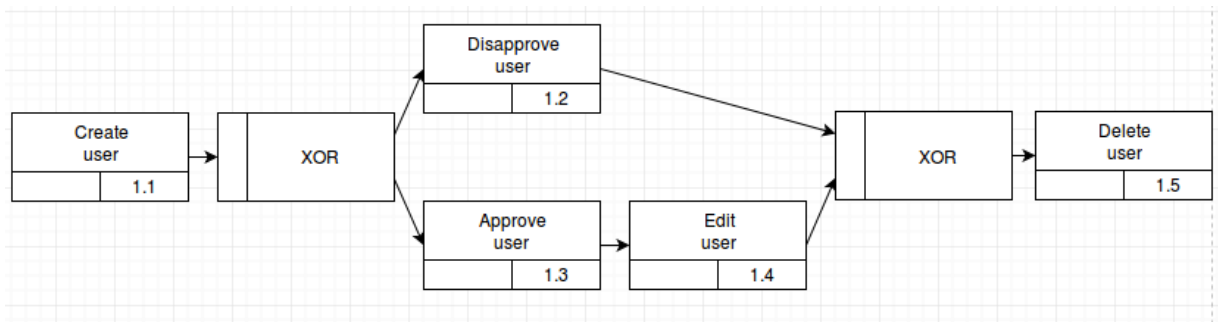 Create
user
1.1
XOR
Disapprove
user
1.2
Approve
user
1.3
Edit
user
1.4
XOR
Delete
user
1.5